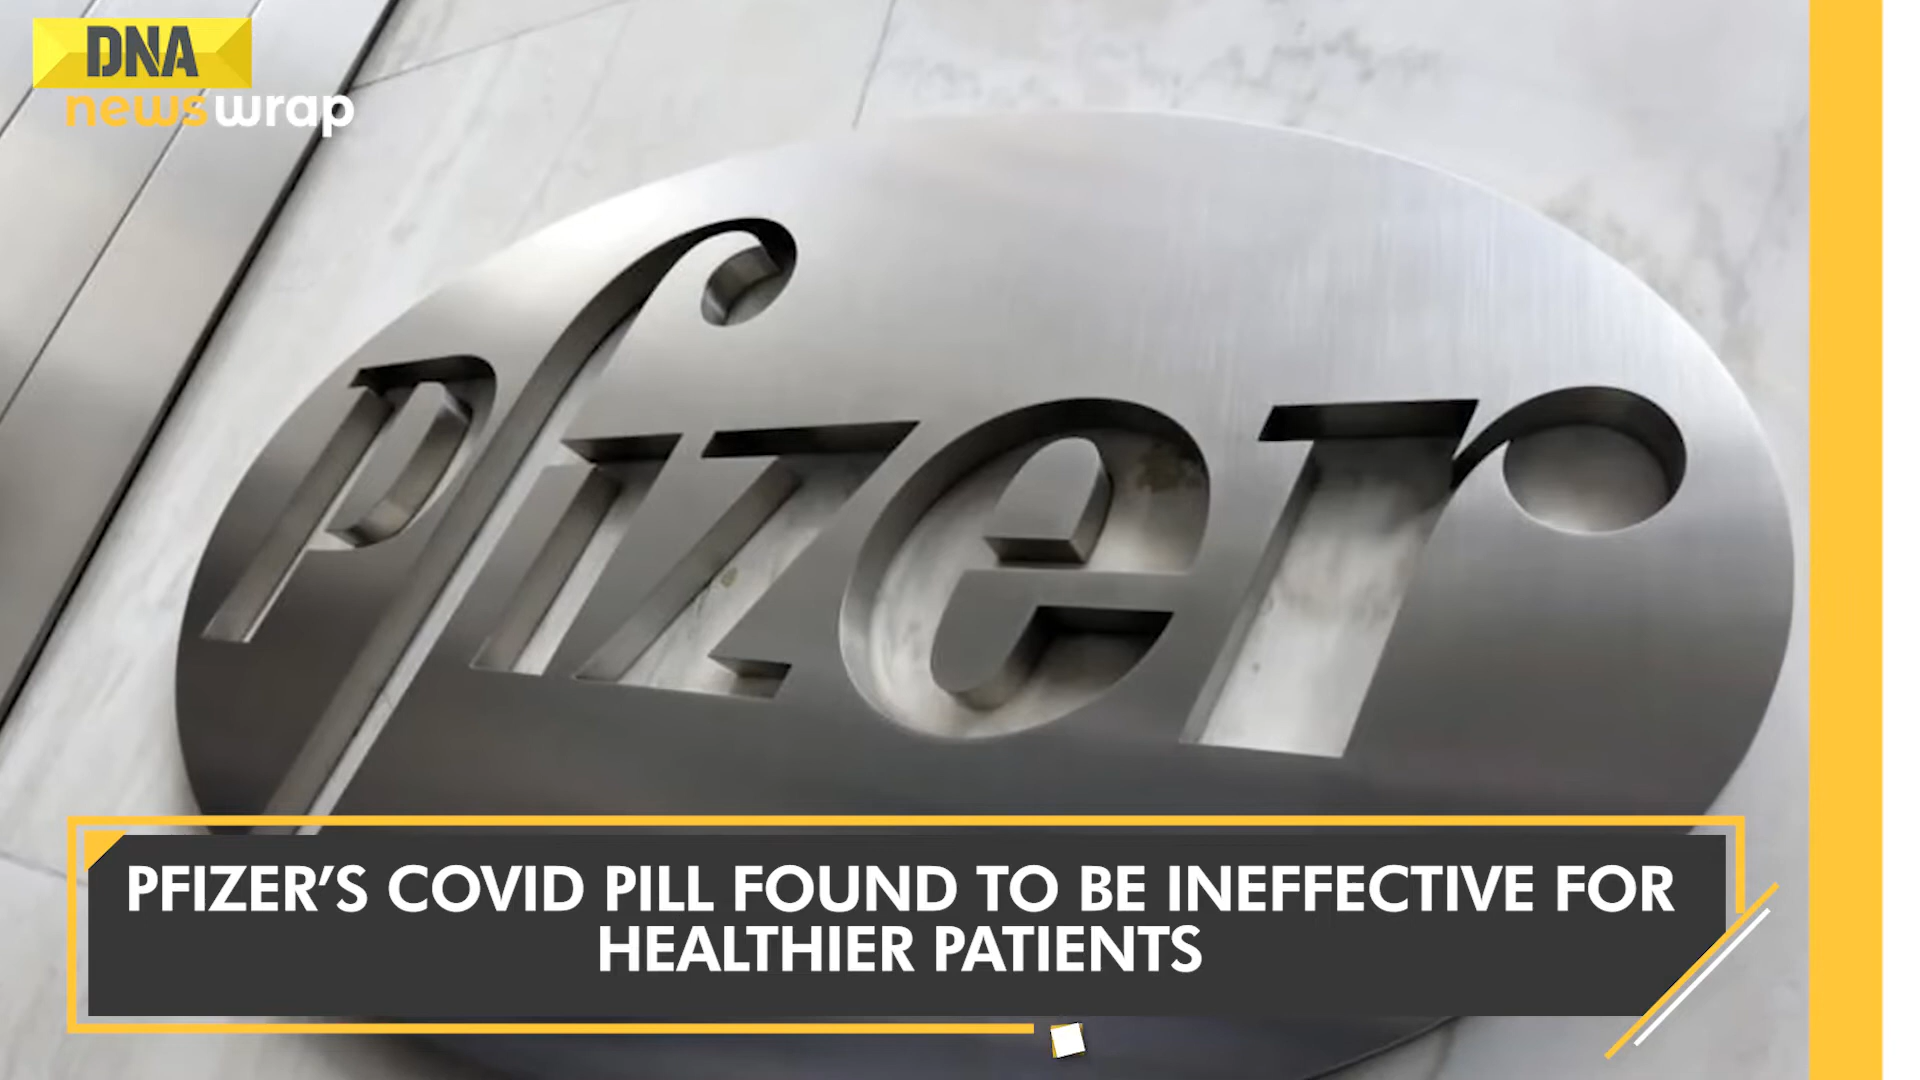 DNA
newswrap
Pfizer
PFIZER’S COVID PILL FOUND TO BE INEFFECTIVE FOR
HEALTHIER PATIENTS